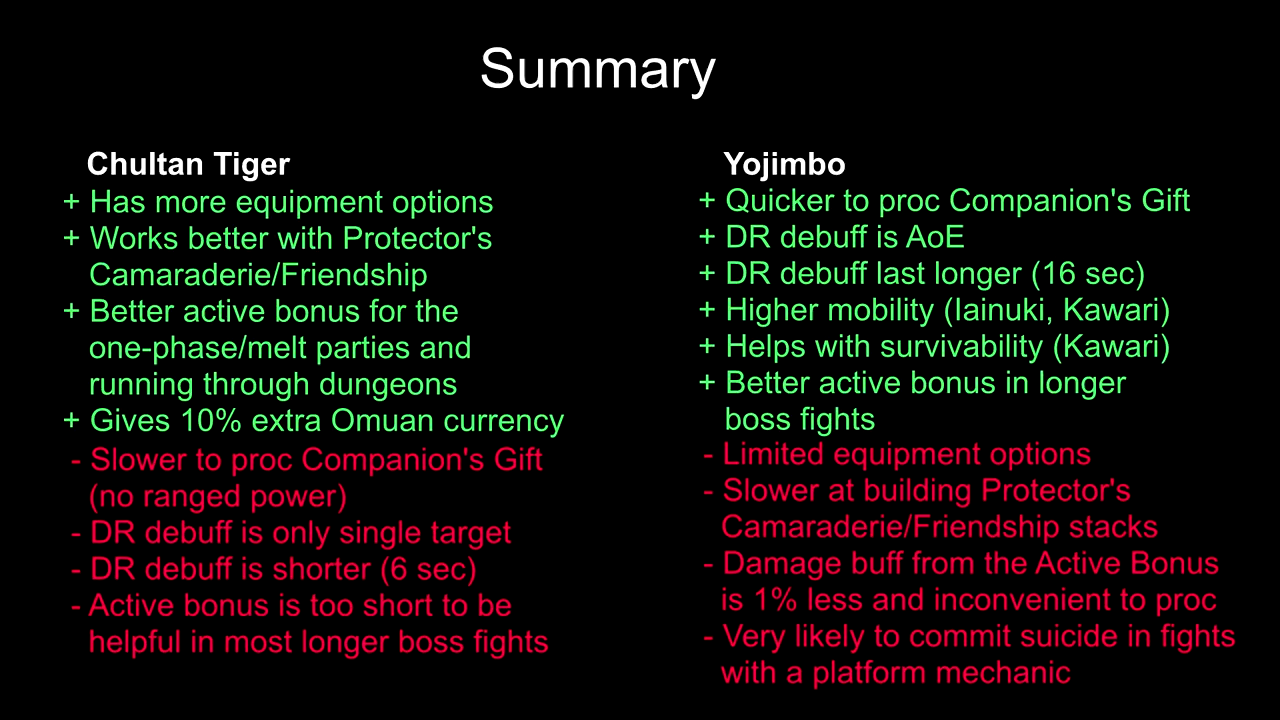 Summary
Chultan Tiger
+ Has more equipment options
+ Works better with Protector's
Camaraderie/Friendship
+ Better active bonus for the
one-phase/melt parties and
running through dungeons
+ Gives 10% extra Omuan currency
- Slower to proc Companion's Gift
(no ranged power)
- DR debuff is only single target
- DR debuff is shorter (6 sec)
- Active bonus is too short to be
helpful in most longer boss fights
Yojimbo
+ Quicker to proc Companion's Gift
+ DR debuff is AoE
+ DR debuff last longer (16 sec)
+ Higher mobility (Iainuki, Kawari)
+ Helps with survivability (Kawari)
+ Better active bonus in longer
boss fights
- Limited equipment options
- Slower at building Protector's
Camaraderie/Friendship stacks
- Damage buff from the Active Bonus
is 1% less and inconvenient to proc
- Very likely to commit suicide in fights
with a platform mechanic